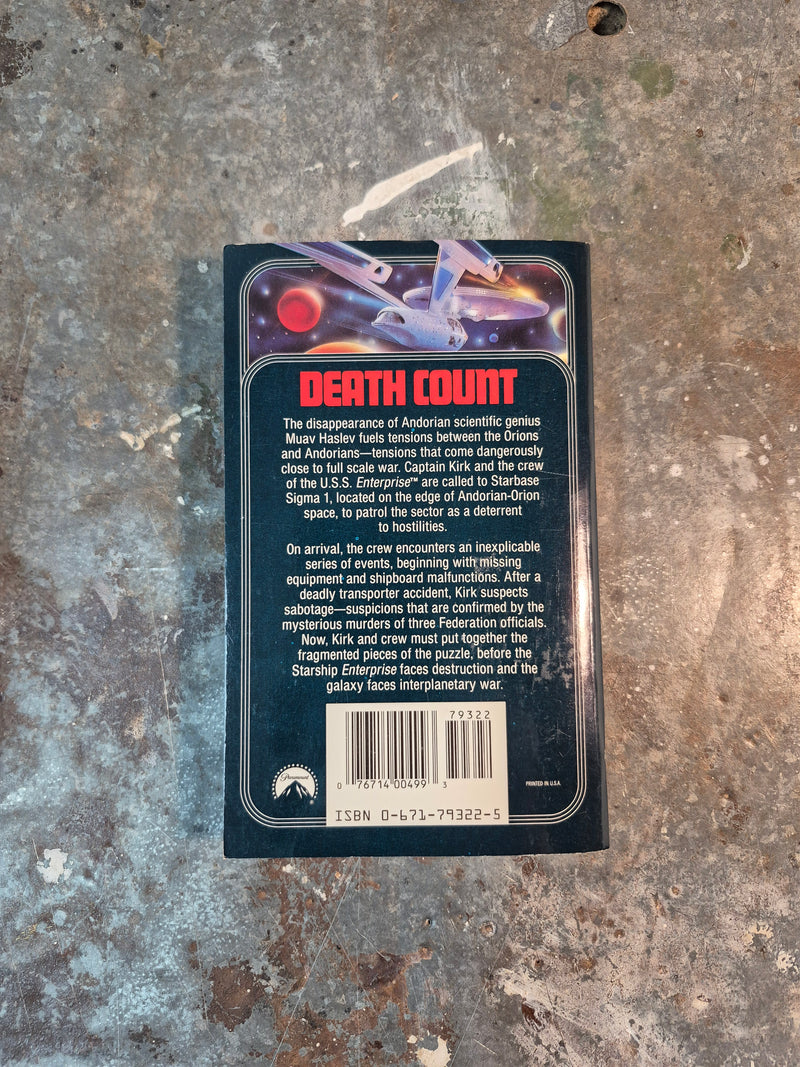 DEATH COUNT
The disappearance of Andorian scientific genius
Muav Haslev fuels tensions between the Orions
and Andorians—tensions that come dangerously
close to full scale war. Captain Kirk and the crew
of the U.S.S. Enterprise™ are called to Starbase
Sigma 1, located on the edge of Andorian-Orion
space, to patrol the sector as a deterrent
to hostilities.
On arrival, the crew encounters an inexplicable
series of events, beginning with missing
equipment and shipboard malfunctions. After a
deadly transporter accident, Kirk suspects
sabotage—suspicions that are confirmed by the
mysterious murders of three Federation officials.
Now, Kirk and crew must put together the
fragmented pieces of the puzzle, before the
Starship Enterprise faces destruction and the
galaxy faces interplanetary war.
79322
0 76714 00499 3
Paramount
PRINTED IN U.S.A.
ISBN 0-671-79322-5